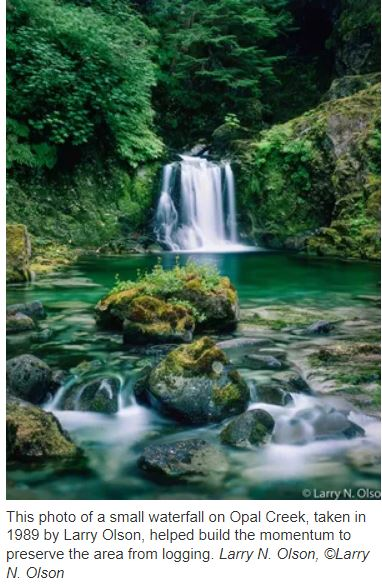 © Larry N. Olso
This photo of a small waterfall on Opal Creek, taken in
1989 by Larry Olson, helped build the momentum to
preserve the area from logging. Larry N. Olson, ©Larry
N. Olson